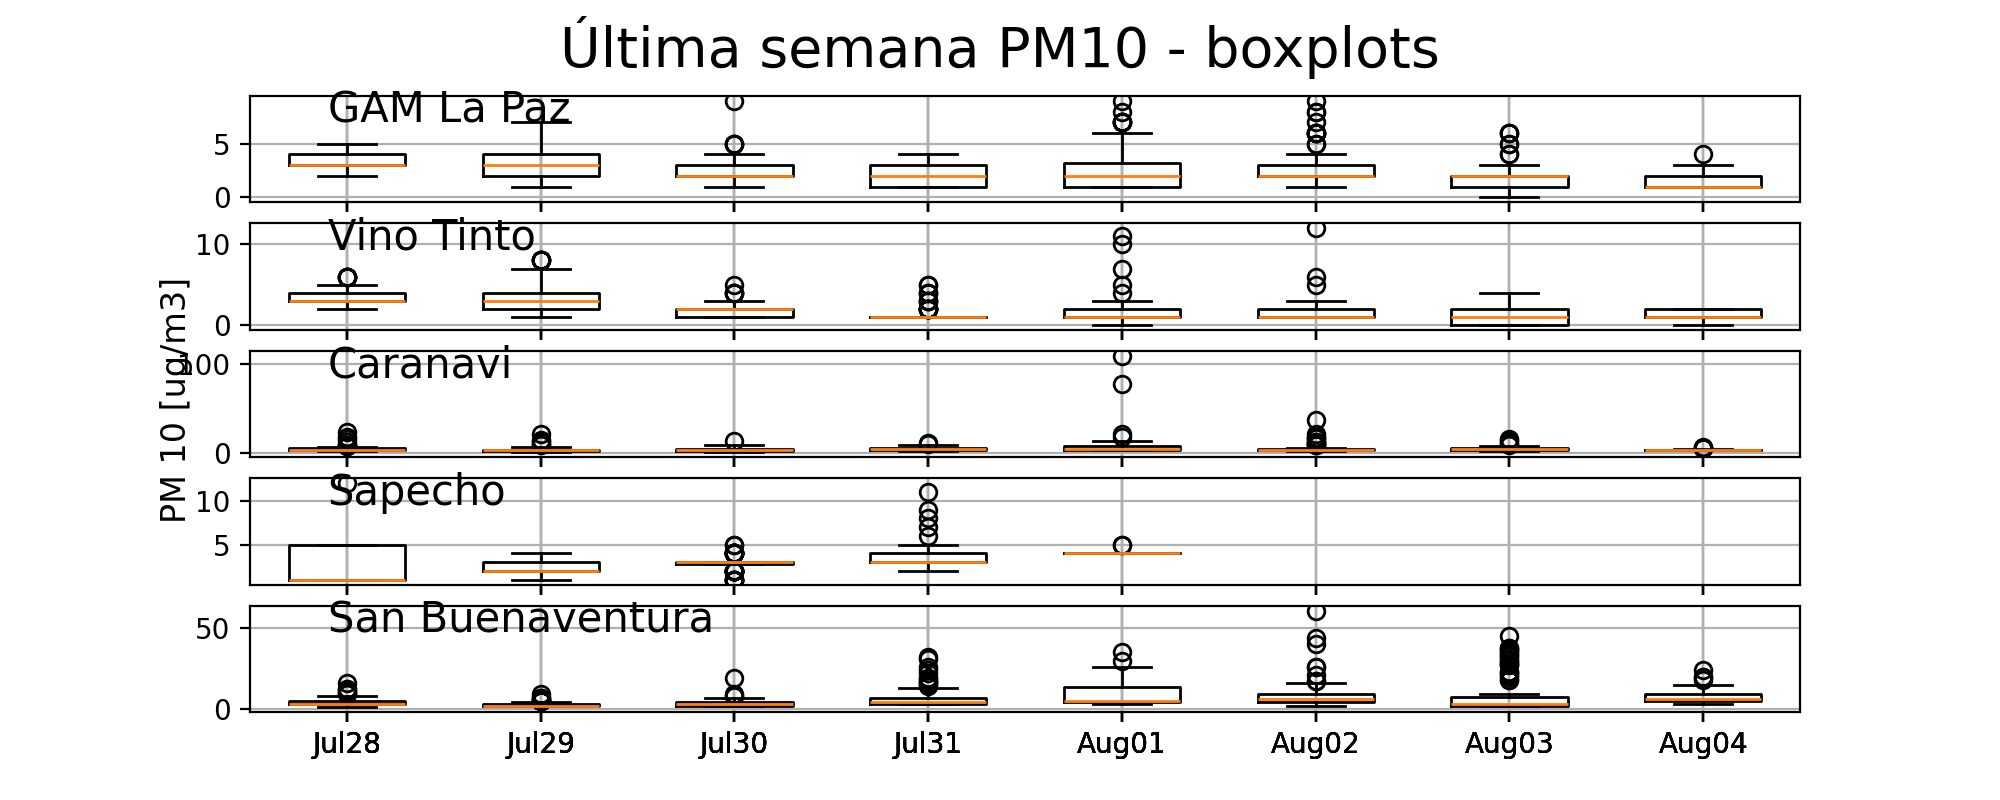 Última semana PM10 - boxplots
GAM La Paz
5
0
Vino Tinto
10
0
PM 10 [ug/m3]
Caranavi
100
0
Sapecho
10
5
San Buenaventura
50
0
Jul28 Jul29 Jul30 Jul31 Aug01 Aug02 Aug03 Aug04